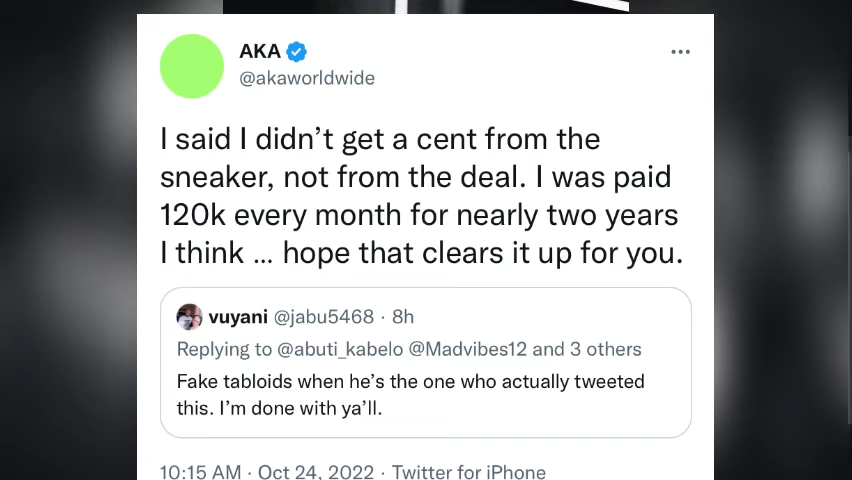 AKA
@akaworldwide
I said I didn’t get a cent from the
sneaker, not from the deal. I was paid
120k every month for nearly two years
I think ... hope that clears it up for you.
vuyani @jabu5468 · 8h
Replying to @abuti_kabelo @Madvibes12 and 3 others
Fake tabloids when he’s the one who actually tweeted
this. I’m done with ya’ll.
10:15 AM · Oct 24, 2022 · Twitter for iPhone